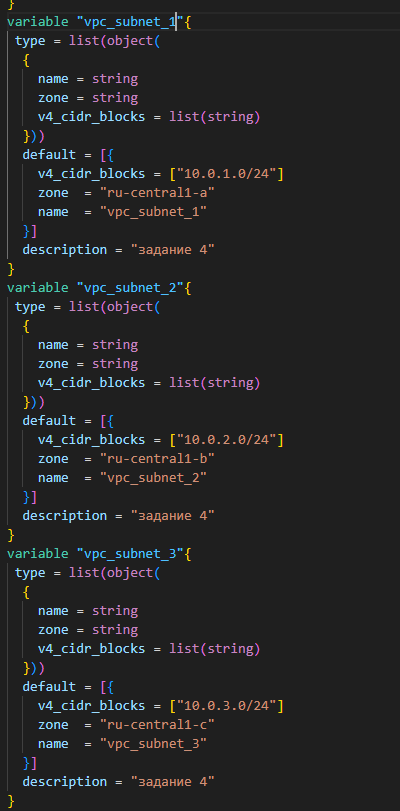 }
variable "vpc_subnet_1"{
 type = list(object(
  {
    name = string
    zone = string
    v4_cidr_blocks = list(string)
  }))
  default = [{
    v4_cidr_blocks = ["10.0.1.0/24"]
    zone  = "ru-central1-a"
    name  = "vpc_subnet_1"
  }]
  description = "задание 4"
}
variable "vpc_subnet_2"{
 type = list(object(
  {
    name = string
    zone = string
    v4_cidr_blocks = list(string)
  }))
  default = [{
    v4_cidr_blocks = ["10.0.2.0/24"]
    zone  = "ru-central1-b"
    name  = "vpc_subnet_2"
  }]
  description = "задание 4"
}
variable "vpc_subnet_3"{
 type = list(object(
  {
    name = string
    zone = string
    v4_cidr_blocks = list(string)
  }))
  default = [{
    v4_cidr_blocks = ["10.0.3.0/24"]
    zone  = "ru-central1-c"
    name  = "vpc_subnet_3"
  }]
  description = "задание 4"
}